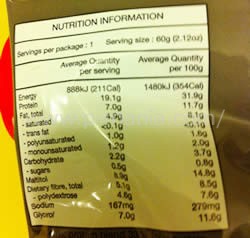 NUTRITION INFORMATION
Servings per package : 1 Serving size : 60g (2.12oz)
Average Quantity per serving Average Quantity per 100g
Energy 888kJ (211Cal) 1480kJ (354Cal)
Protein 19.1g 31.9g
Fat, total 7.0g 11.7g
- saturated 4.9g 8.1g
- trans fat <0.1g <0.1g
- polyunsaturated 1.0g 1.6g
- monounsaturated 1.2g 2.0g
Carbohydrate 2.2g 3.7g
- sugars 0.5g 0.8g
Maltitol 8.9g 14.8g
Dietary fibre, total 5.1g 8.5g
- polydextrose 4.6g 7.6g
Sodium 167mg 279mg
Glycerol 7.0g 11.6g